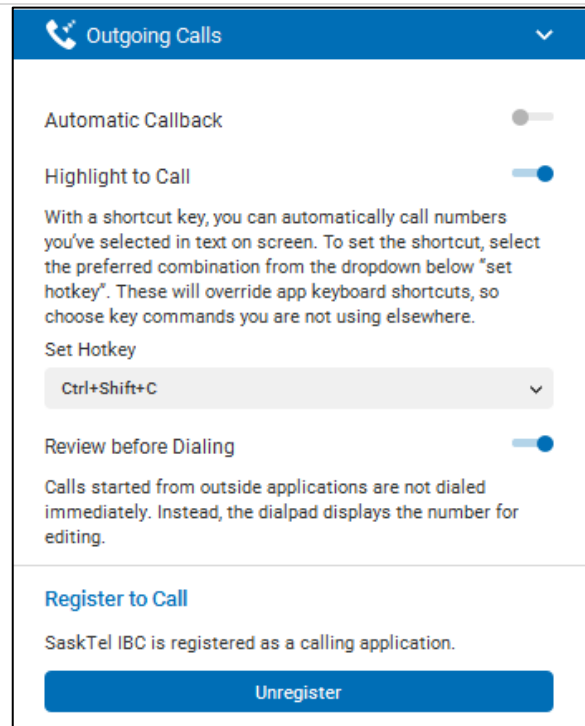 Outgoing Calls
Automatic Callback
Highlight to Call
With a shortcut key, you can automatically call numbers
you've selected in text on screen. To set the shortcut, select
the preferred combination from the dropdown below “set
hotkey”. These will override app keyboard shortcuts, so
choose key commands you are not using elsewhere.
Set Hotkey
Ctrl+Shift+C
Review before Dialing
Calls started from outside applications are not dialed
immediately. Instead, the dialpad displays the number for
editing.
Register to Call
SaskTel IBC is registered as a calling application.
Unregister